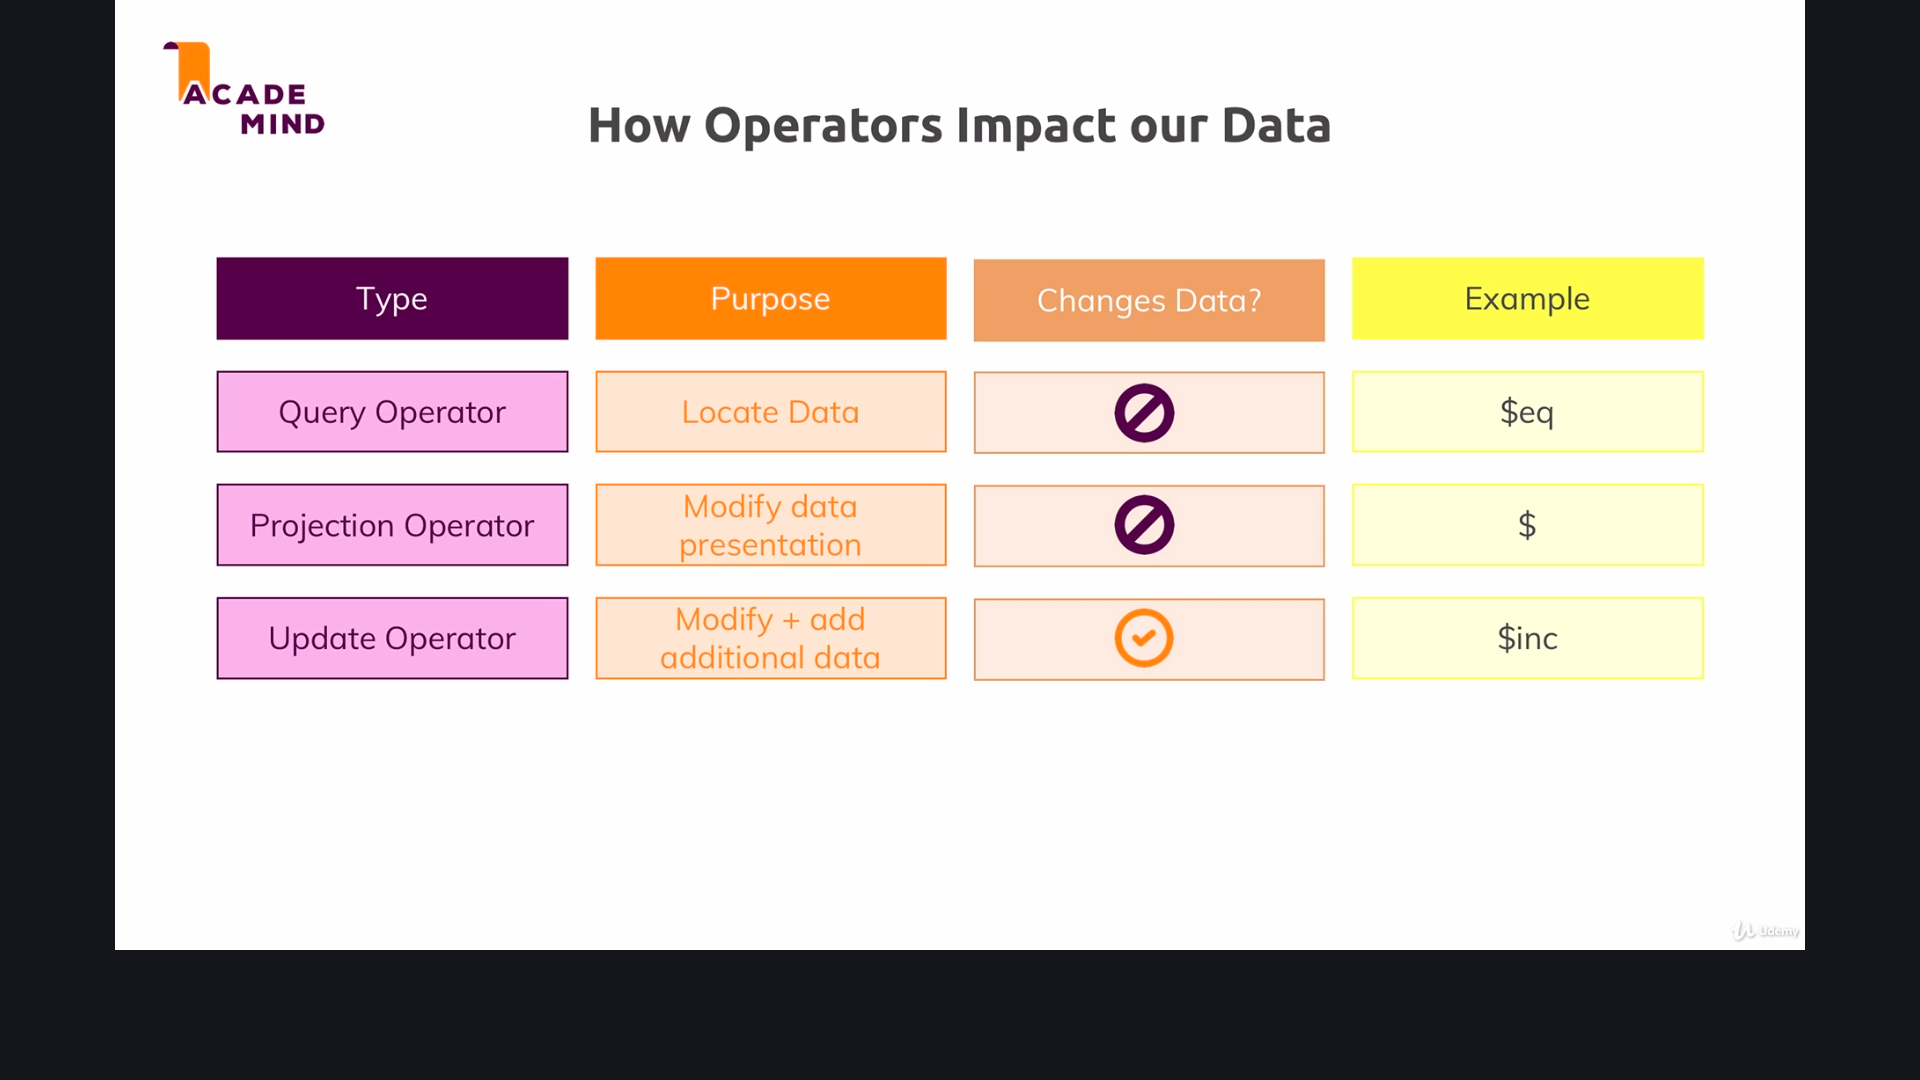 ACADE
MIND
How Operators Impact our Data
Type
Purpose
Changes Data?
Example
Query Operator
Locate Data
$eq
Projection Operator
Modify data
presentation
$
Update Operator
Modify + add
additional data
$inc
Udemy